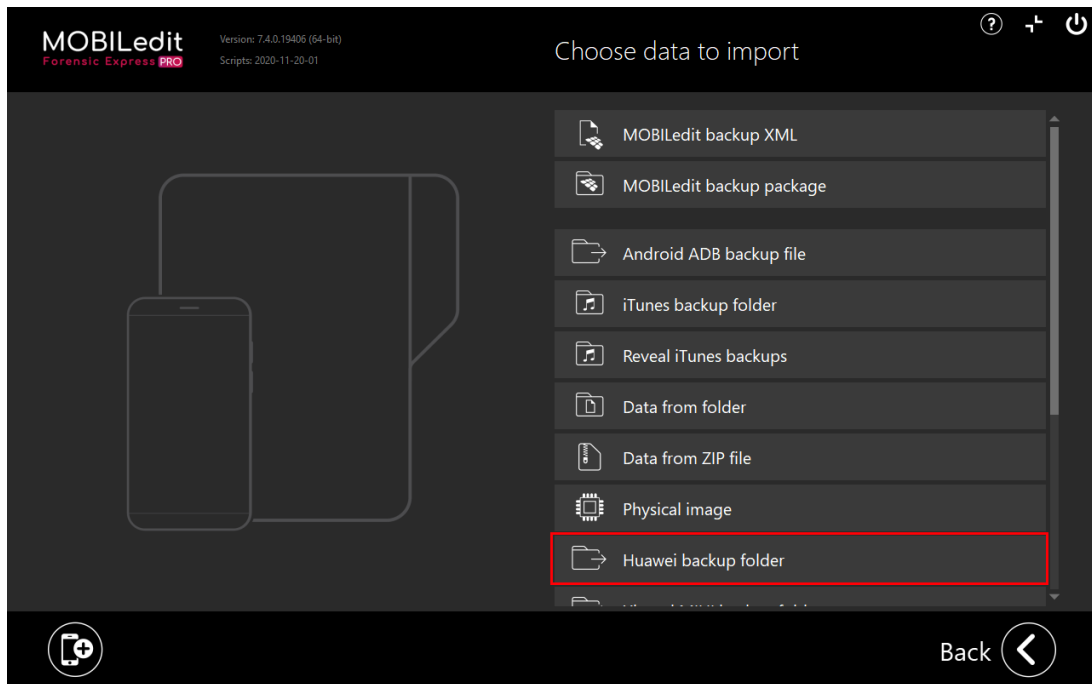 MOBILedit
Forensic Express PRO
Version: 7.4.0.19406 (64-bit)
Scripts: 2020-11-20-01
Choose data to import
?
MOBILedit backup XML
MOBILedit backup package
Android ADB backup file
iTunes backup folder
Reveal iTunes backups
Data from folder
Data from ZIP file
Physical image
Huawei backup folder
Back